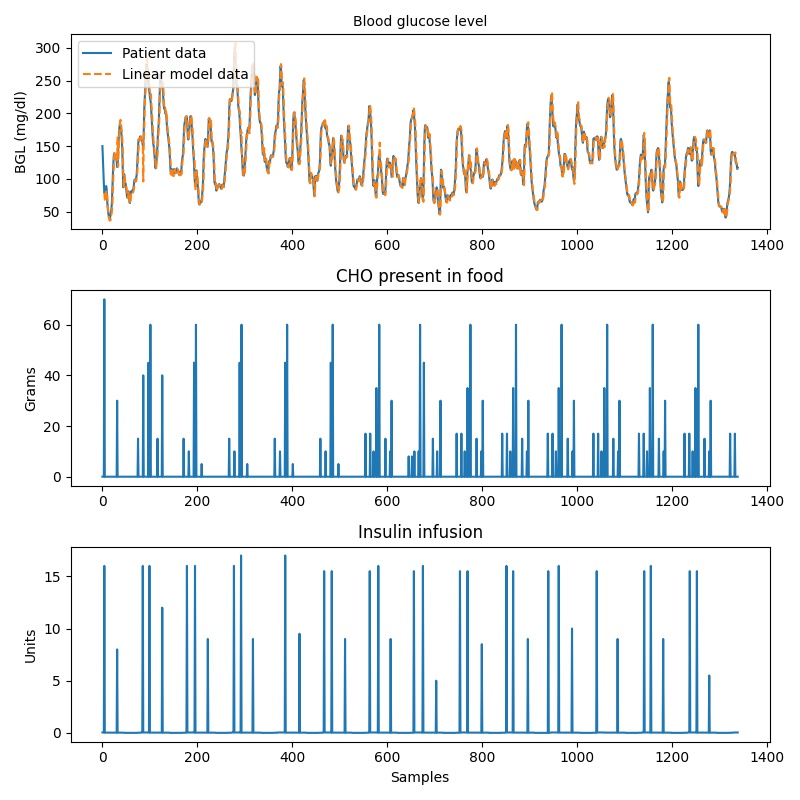 Blood glucose level
Patient data
Linear model data
BGL (mg/dl)
300
250
200
150
100
50
0 200 400 600 800 1000 1200 1400
CHO present in food
Grams
60
40
20
0
0 200 400 600 800 1000 1200 1400
Insulin infusion
Units
15
10
5
0
0 200 400 600 800 1000 1200 1400
Samples